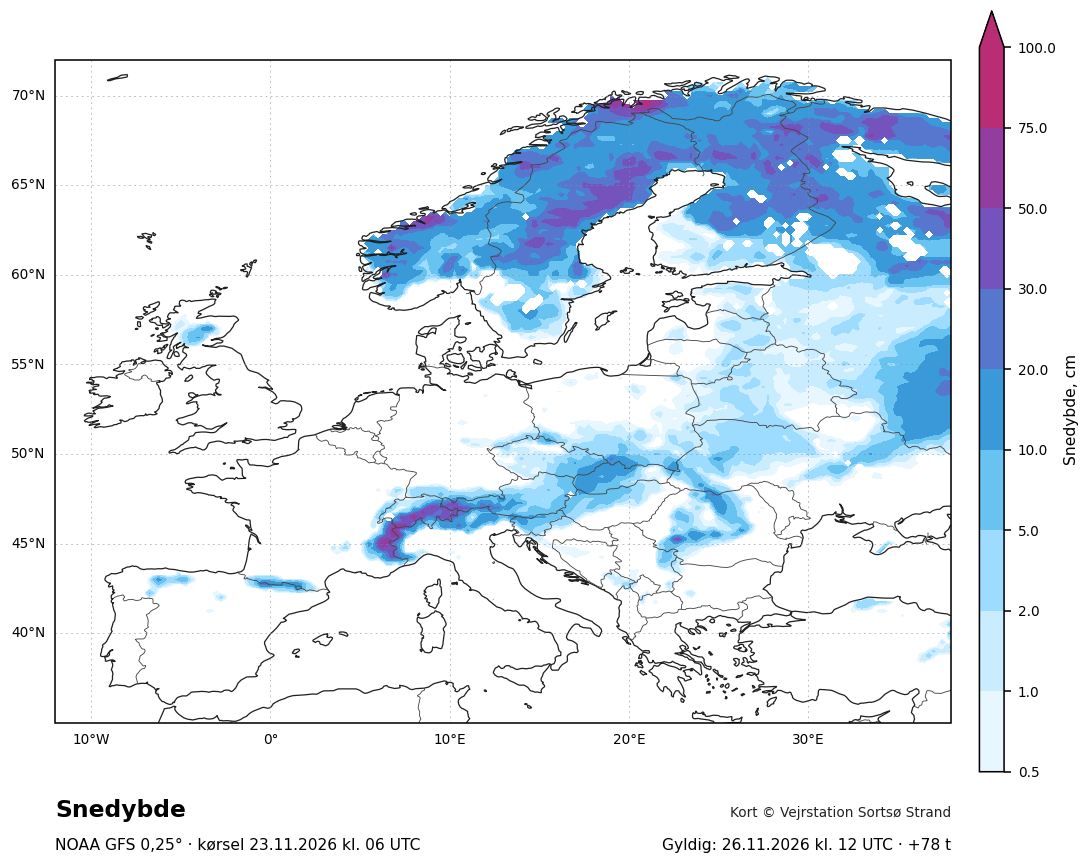 100.0
75.0
50.0
30.0
20.0
10.0
5.0
2.0
1.0
0.5
Snedybde, cm
70°N
65°N
60°N
55°N
50°N
45°N
40°N
10°W
0°
10°E
20°E
30°E
Snedybde
Kort © Vejrstation Sortsø Strand
NOAA GFS 0,25° · kørsel 23.11.2026 kl. 06 UTC
Gyldig: 26.11.2026 kl. 12 UTC · +78 t